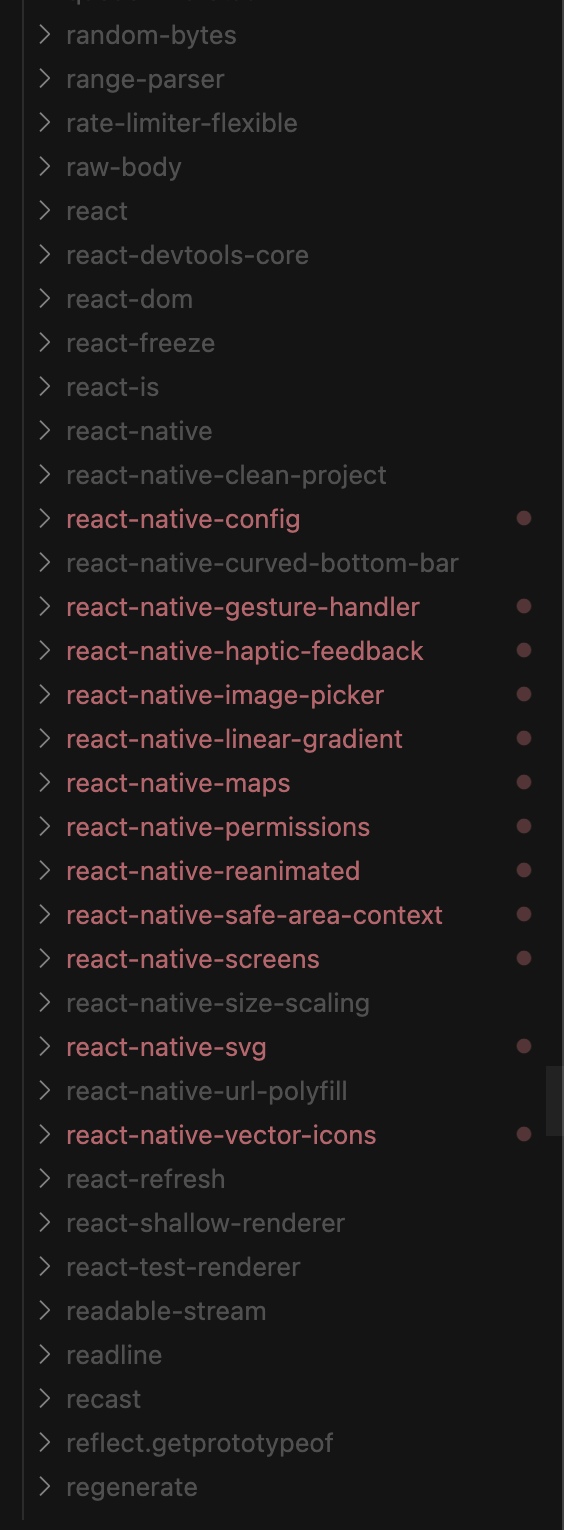 random-bytes
range-parser
rate-limiter-flexible
raw-body
react
react-devtools-core
react-dom
react-freeze
react-is
react-native
react-native-clean-project
react-native-config
react-native-curved-bottom-bar
react-native-gesture-handler
react-native-haptic-feedback
react-native-image-picker
react-native-linear-gradient
react-native-maps
react-native-permissions
react-native-reanimated
react-native-safe-area-context
react-native-screens
react-native-size-scaling
react-native-svg
react-native-url-polyfill
react-native-vector-icons
react-refresh
react-shallow-renderer
react-test-renderer
readable-stream
readline
recast
reflect.getprototypeof
regenerate